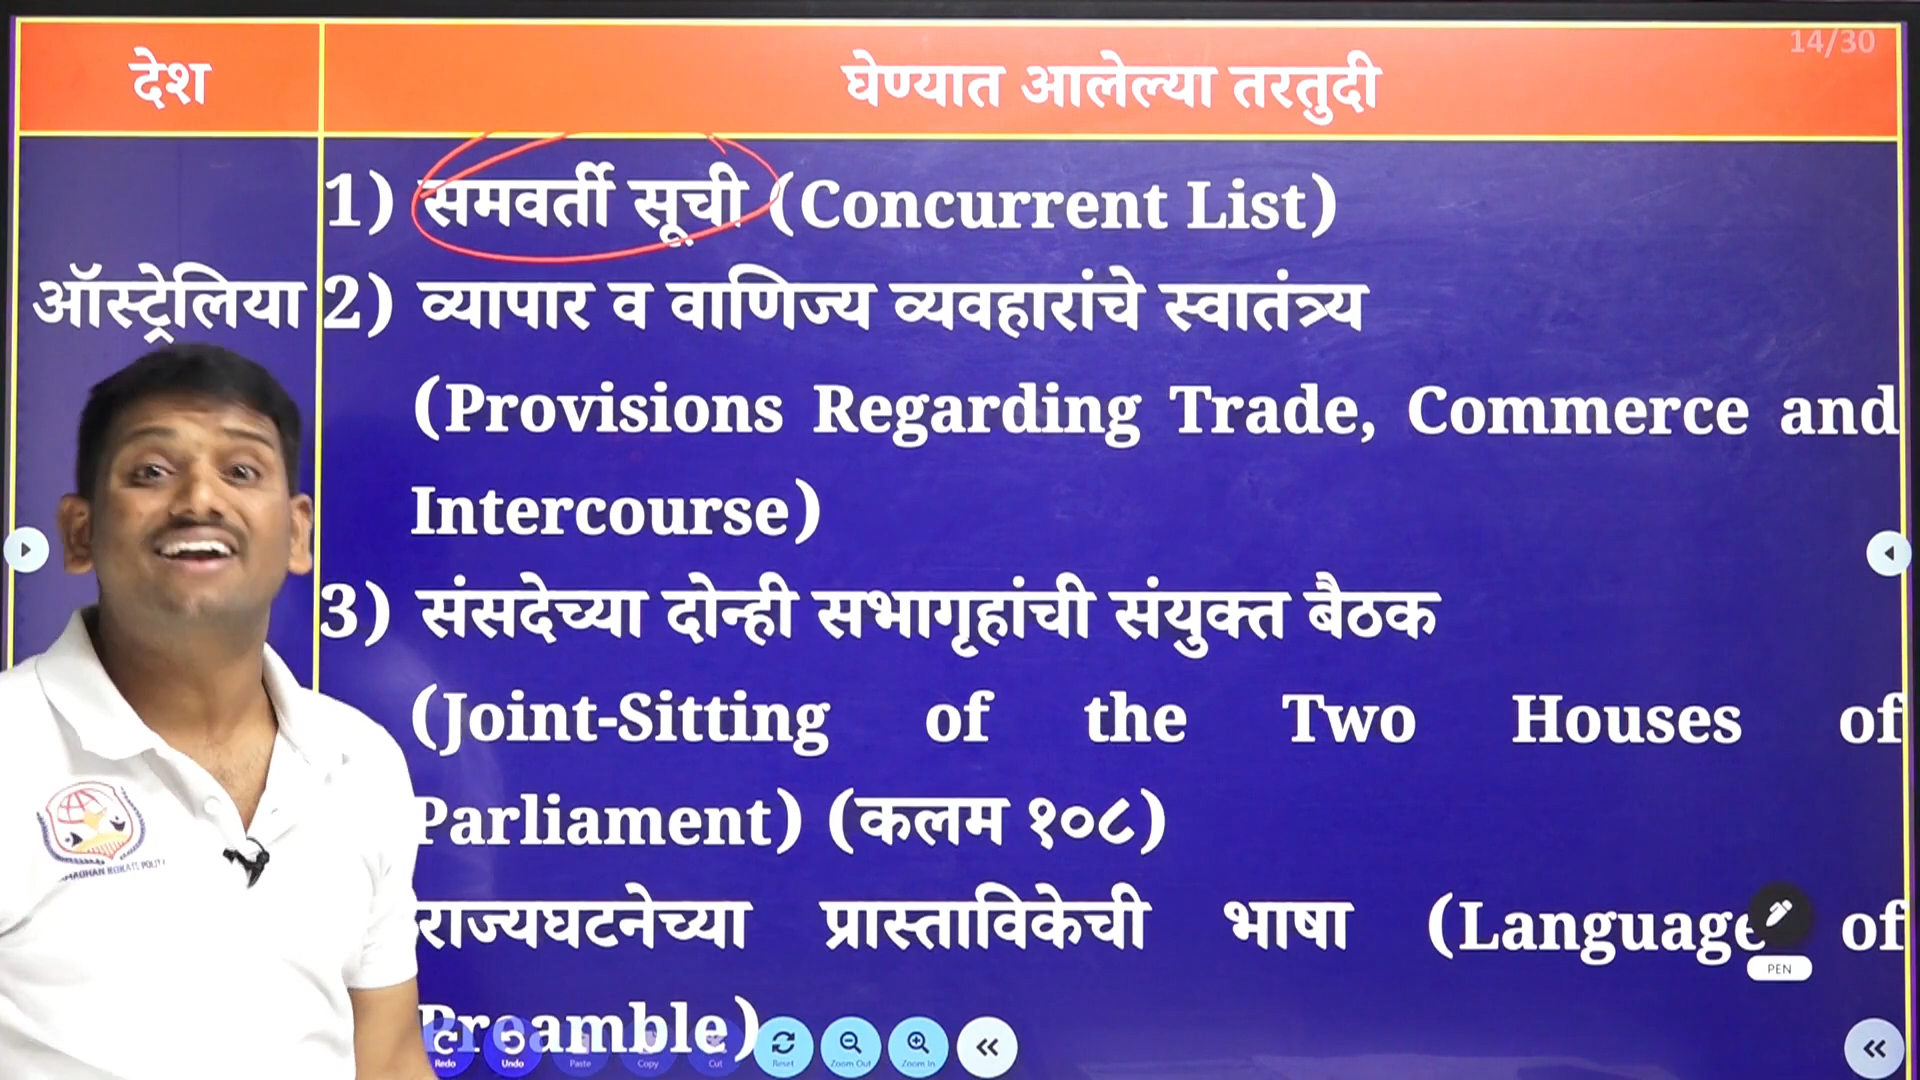 14/30
देश घेण्यात आलेल्या तरतुदी
1) समवर्ती सूची (Concurrent List)
ऑस्ट्रेलिया 2) व्यापार व वाणिज्य व्यवहारांचे स्वातंत्र्य
(Provisions Regarding Trade, Commerce and
Intercourse)
3) संसदेच्या दोन्ही सभागृहांची संयुक्त बैठक
(Joint-Sitting of the Two Houses of
Parliament) (कलम १०८)
राज्यघटनेच्या प्रास्ताविकेची भाषा (Language of
Preamble)
PEN
Redo Undo Paste Copy Cut Reset Zoom Out Zoom In